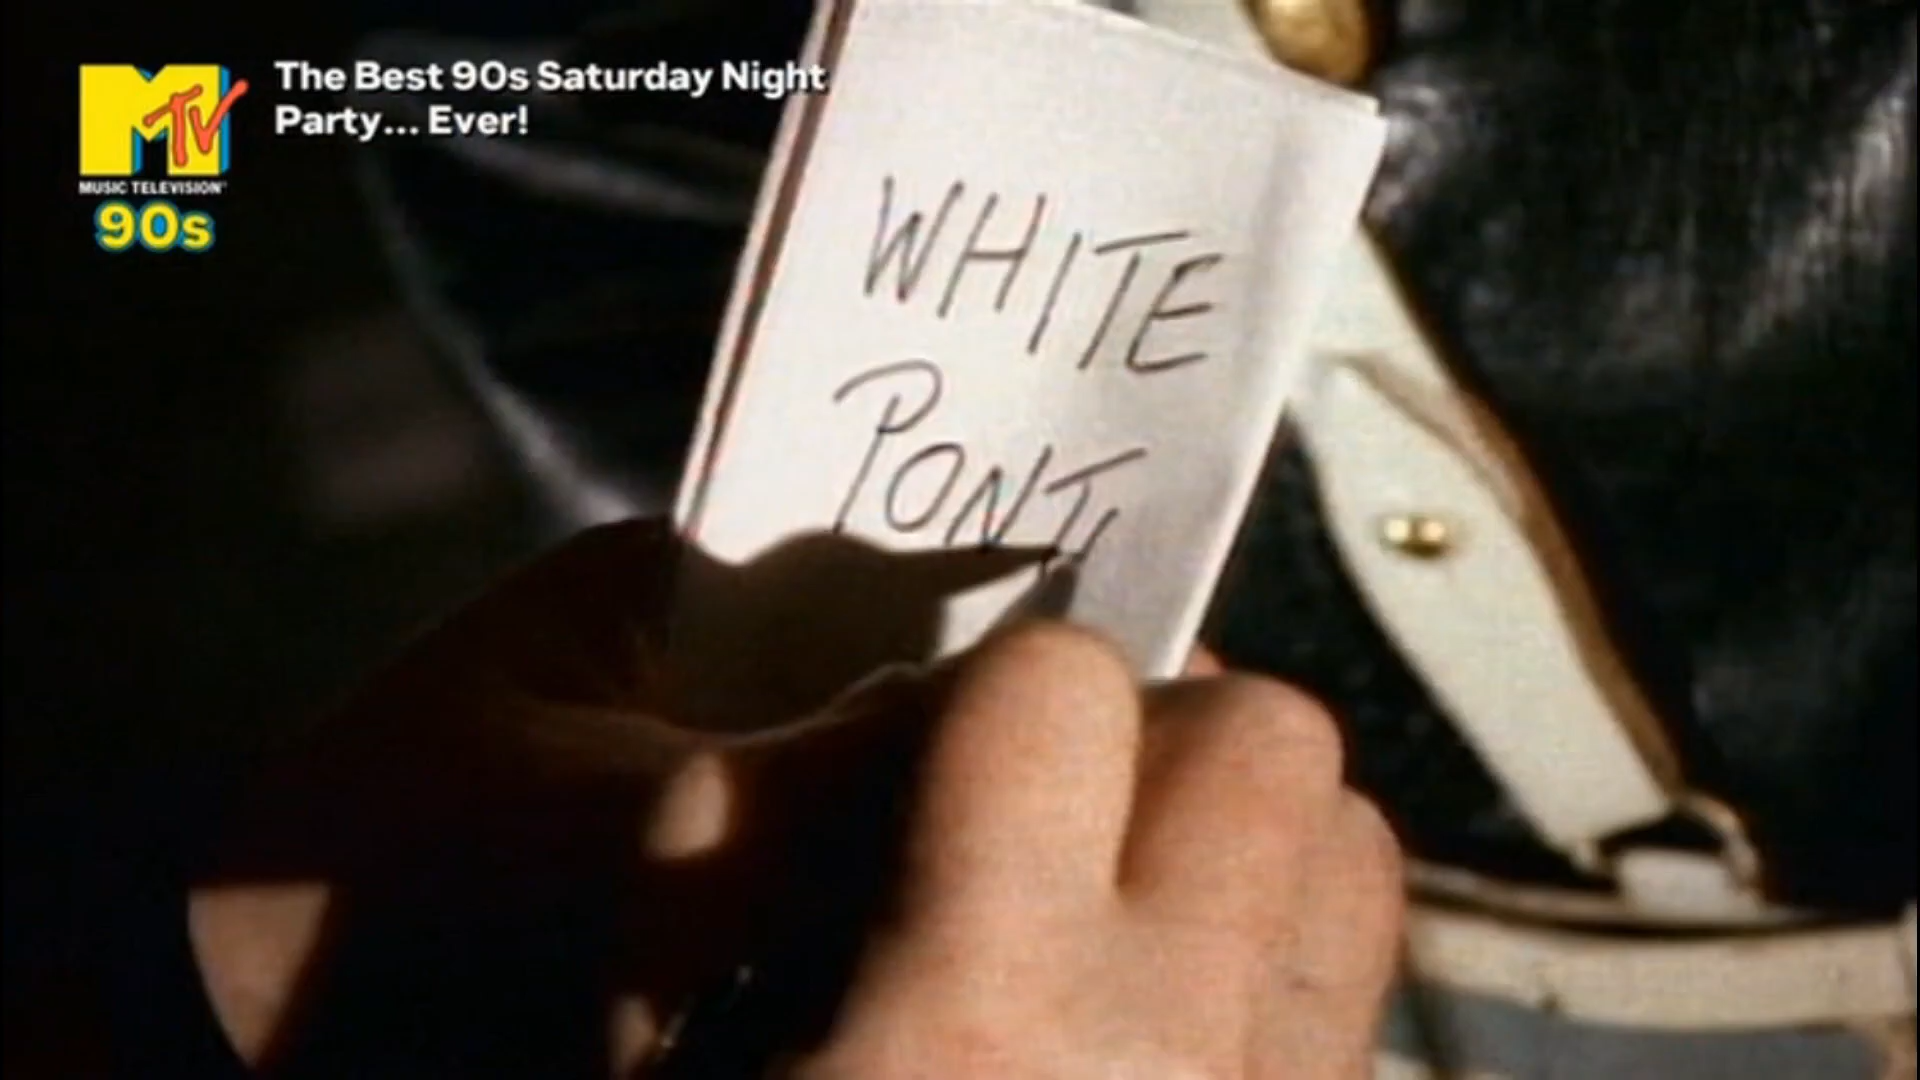 The Best 90s Saturday Night
Party... Ever!
MTV
MUSIC TELEVISION
90s
WHITE